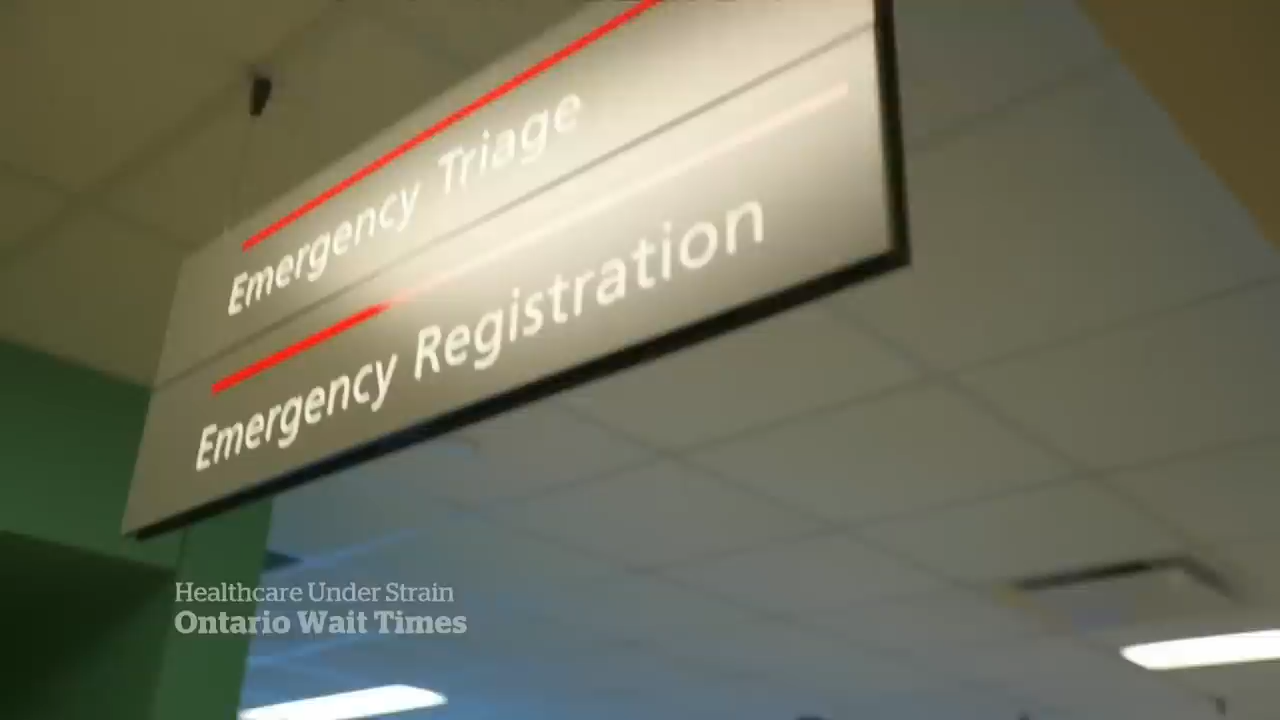 Emergency Triage
Emergency Registration
Healthcare Under Strain
Ontario Wait Times